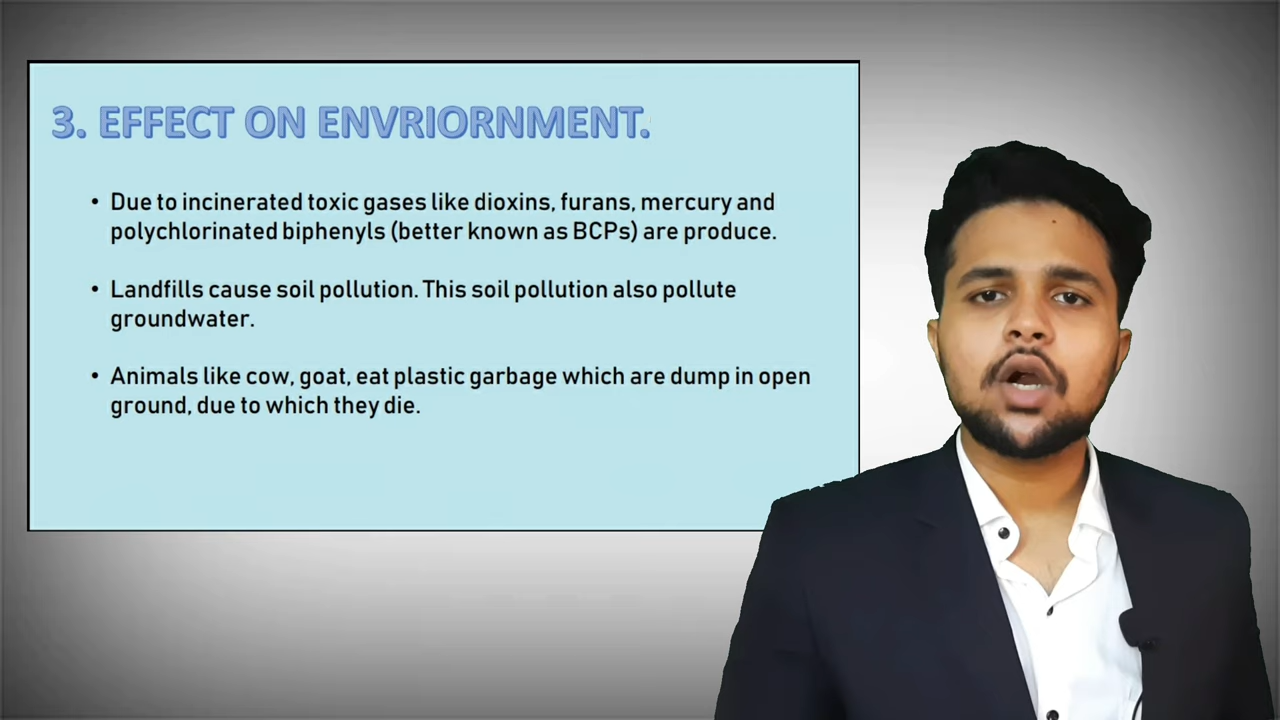 3. EFFECT ON ENVRIORNMENT.
• Due to incinerated toxic gases like dioxins, furans, mercury and
polychlorinated biphenyls (better known as BCPs) are produce.
• Landfills cause soil pollution. This soil pollution also pollute
groundwater.
• Animals like cow, goat, eat plastic garbage which are dump in open
ground, due to which they die.